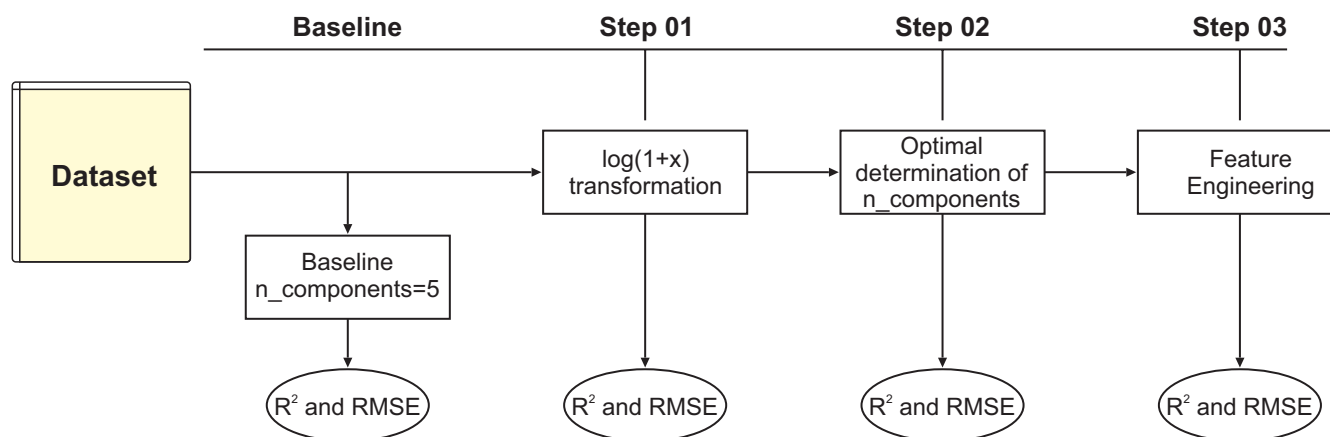 Baseline
Step 01
Step 02
Step 03
Dataset
log(1+x)
transformation
Optimal
determination of
n_components
Feature
Engineering
Baseline
n_components=5
R² and RMSE
R² and RMSE
R² and RMSE
R² and RMSE